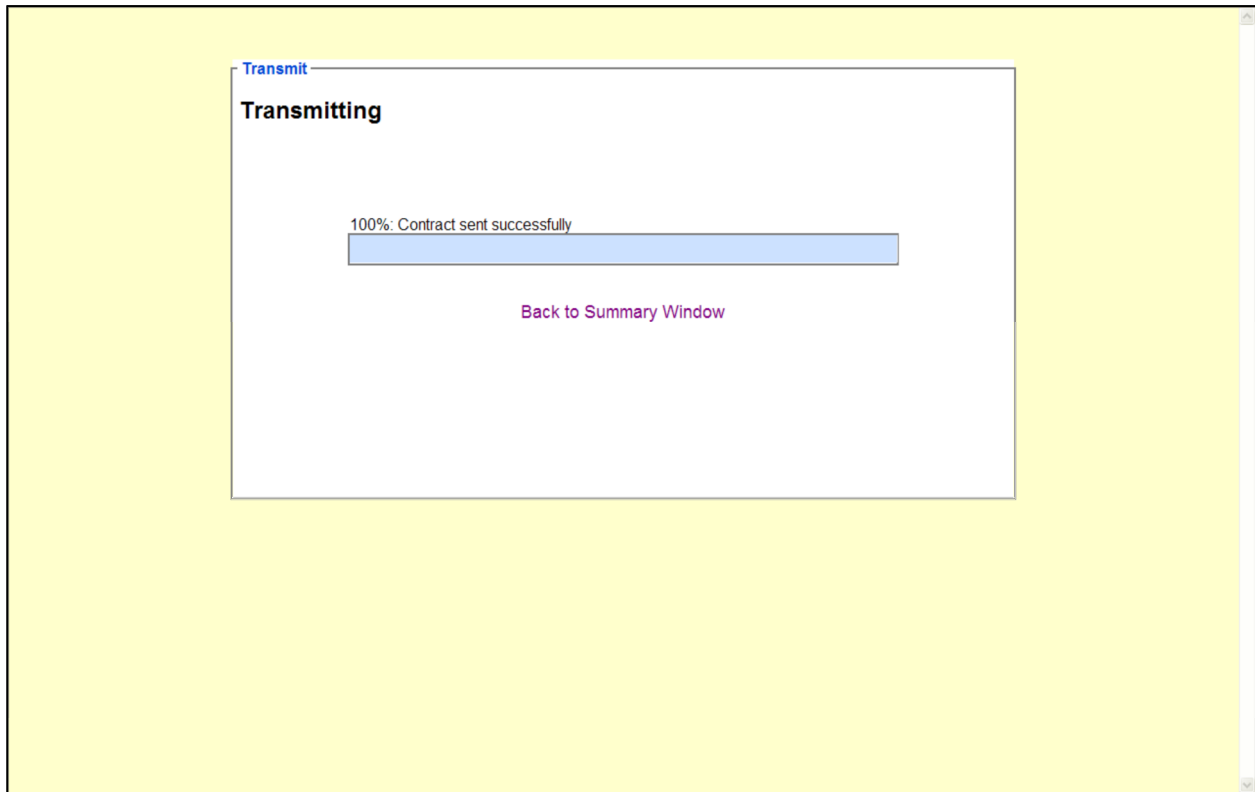 Transmit
Transmitting
100%: Contract sent successfully
Back to Summary Window